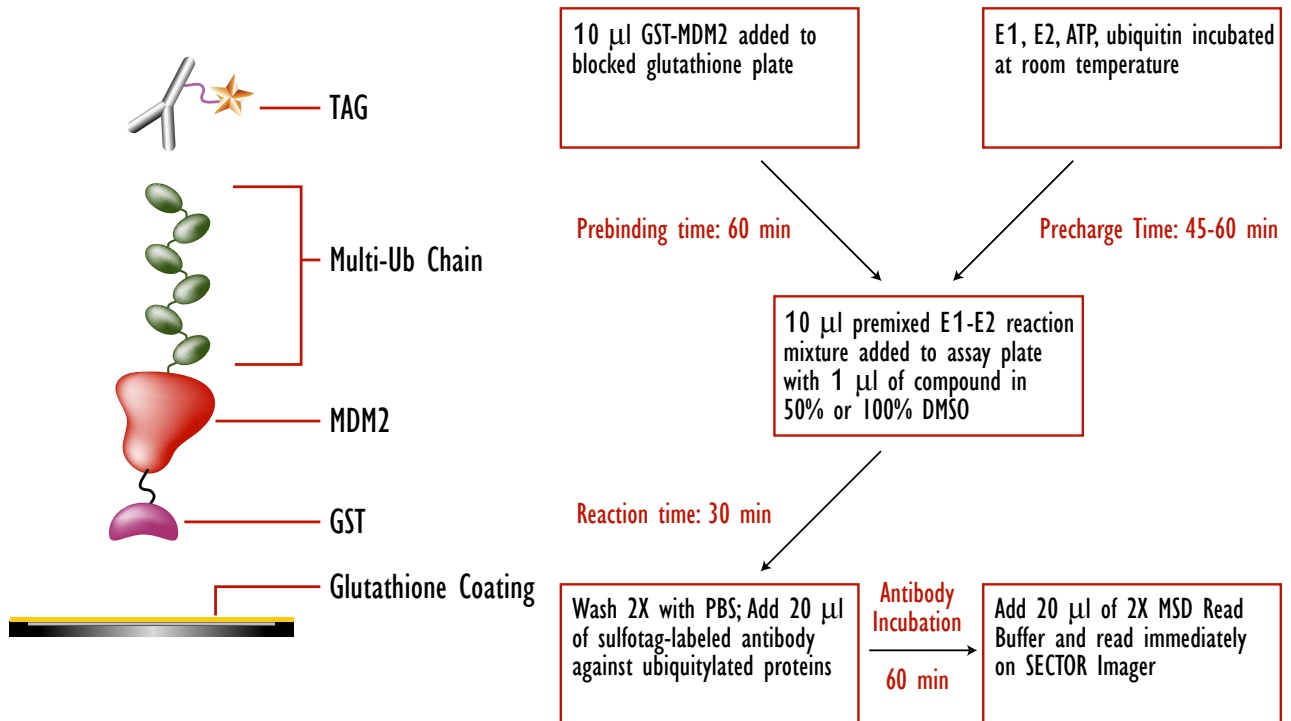 TAG
Multi-Ub Chain
MDM2
GST
Glutathione Coating
10 µl GST-MDM2 added to
blocked glutathione plate
E1, E2, ATP, ubiquitin incubated
at room temperature
Prebinding time: 60 min
Precharge Time: 45-60 min
10 µl premixed E1-E2 reaction
mixture added to assay plate
with 1 µl of compound in
50% or 100% DMSO
Reaction time: 30 min
Wash 2X with PBS; Add 20 µl
of sulfotag-labeled antibody
against ubiquitylated proteins
Antibody
Incubation
60 min
Add 20 µl of 2X MSD Read
Buffer and read immediately
on SECTOR Imager